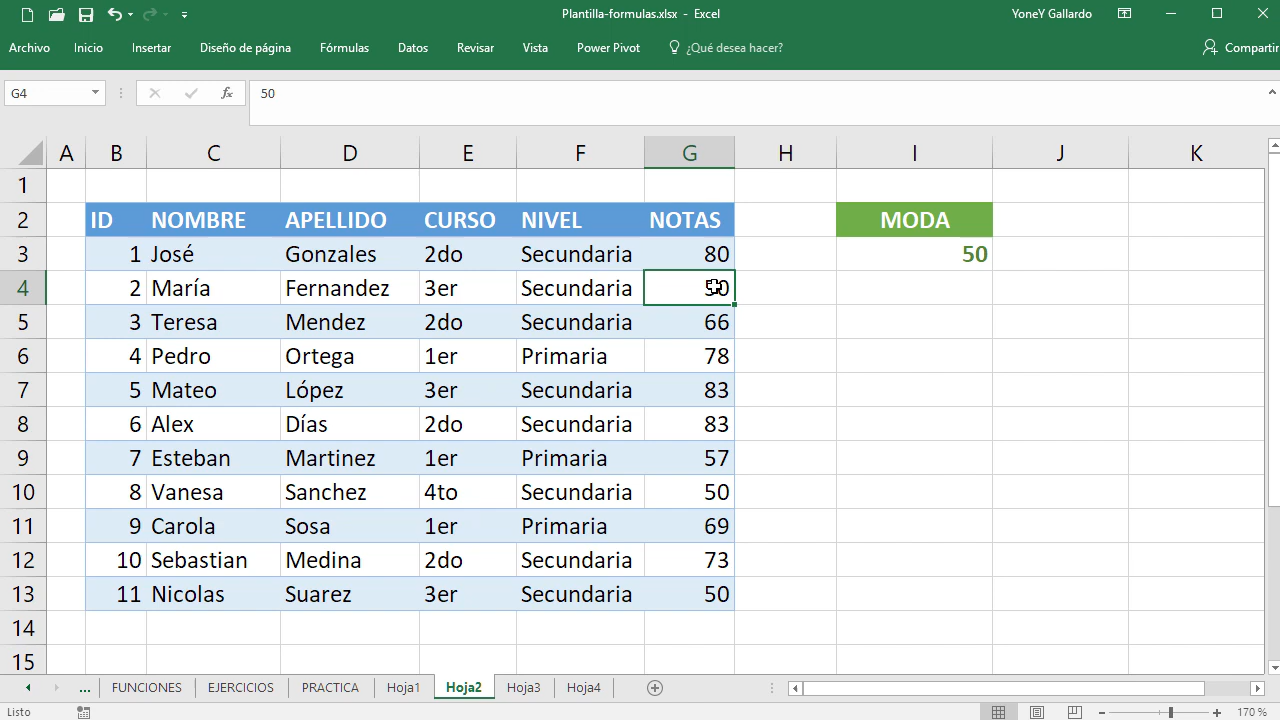 Plantilla-formulas.xlsx - Excel
YoneY Gallardo
Archivo Inicio Insertar Diseño de página Fórmulas Datos Revisar Vista Power Pivot ¿Qué desea hacer? Compartir
G4 fx 50
A B C D E F G H I J K
1
2 ID NOMBRE APELLIDO CURSO NIVEL NOTAS MODA
3 1 José Gonzales 2do Secundaria 80 50
4 2 María Fernandez 3er Secundaria 50
5 3 Teresa Mendez 2do Secundaria 66
6 4 Pedro Ortega 1er Primaria 78
7 5 Mateo López 3er Secundaria 83
8 6 Alex Días 2do Secundaria 83
9 7 Esteban Martinez 1er Primaria 57
10 8 Vanesa Sanchez 4to Secundaria 50
11 9 Carola Sosa 1er Primaria 69
12 10 Sebastian Medina 2do Secundaria 73
13 11 Nicolas Suarez 3er Secundaria 50
14
15
... FUNCIONES EJERCICIOS PRACTICA Hoja1 Hoja2 Hoja3 Hoja4
Listo 170 %